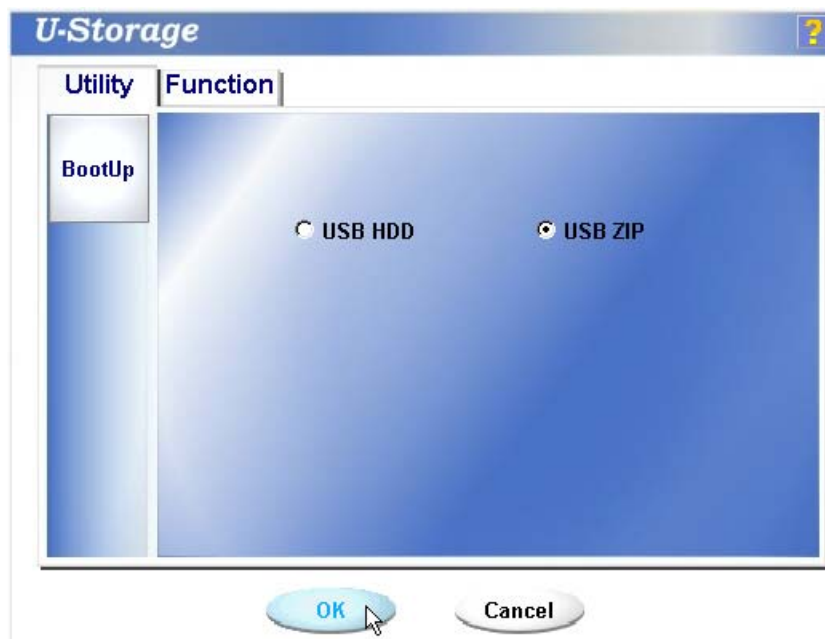 U-Storage
?
Utility Function
BootUp
USB HDD USB ZIP
OK Cancel